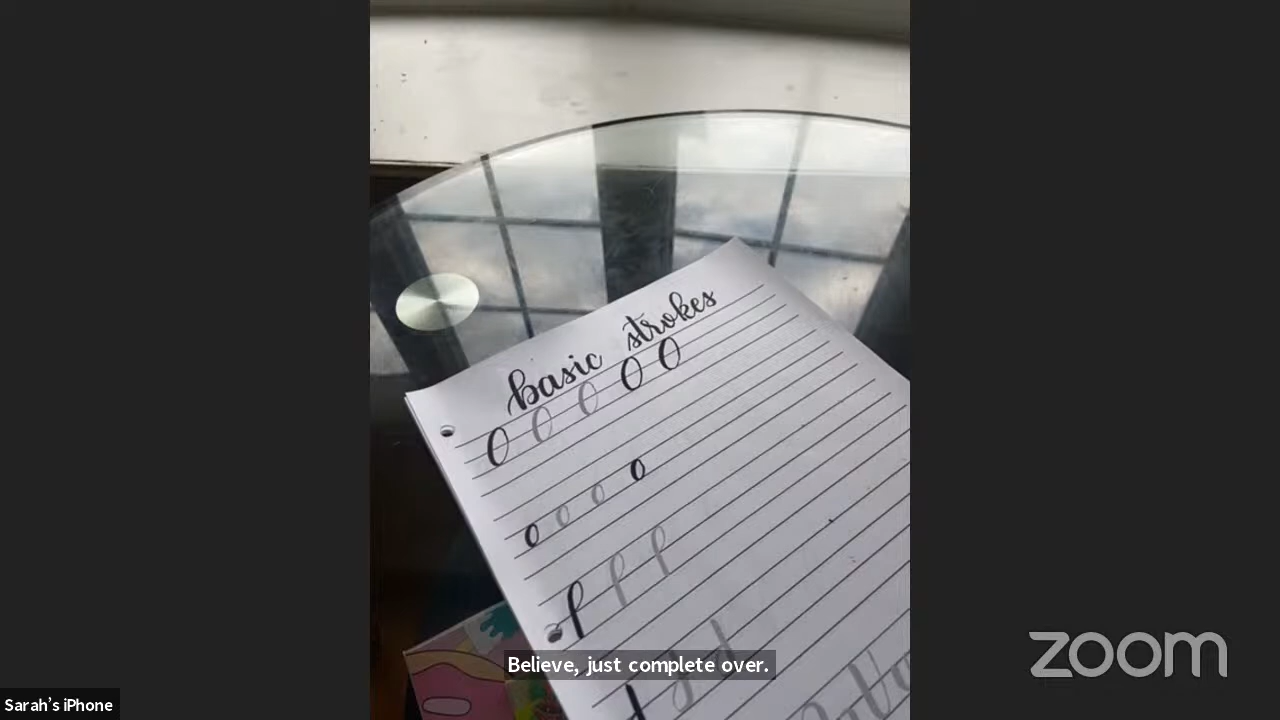 basic strokes
O O O O O
o o o o
Believe, just complete over.
zoom
Sarah's iPhone